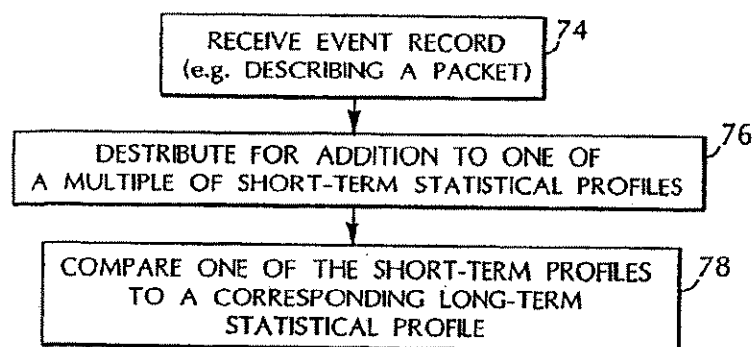 RECEIVE EVENT RECORD
(e.g. DESCRIBING A PACKET)
74
DESTRIBUTE FOR ADDITION TO ONE OF
A MULTIPLE OF SHORT-TERM STATISTICAL PROFILES
76
COMPARE ONE OF THE SHORT-TERM PROFILES
TO A CORRESPONDING LONG-TERM
STATISTICAL PROFILE
78